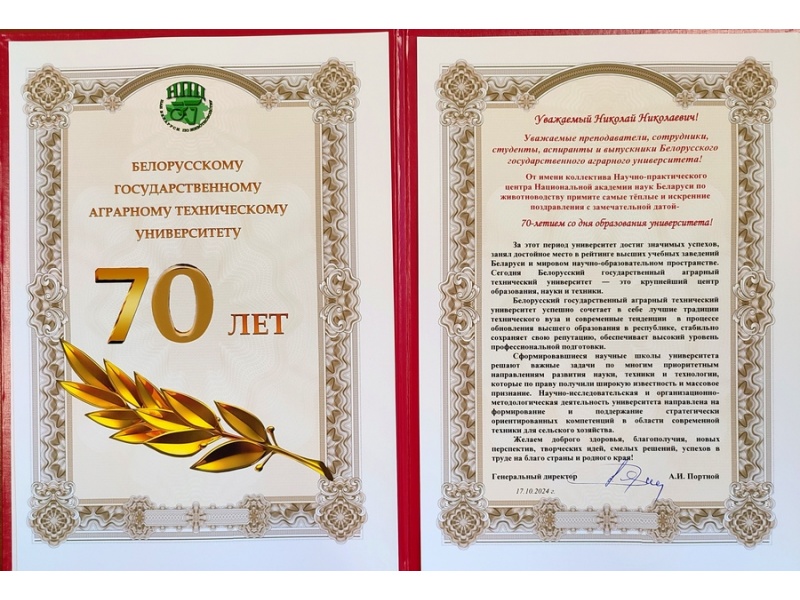 НПЦ
БЕЛОРУССКОМУ
ГОСУДАРСТВЕННОМУ
АГРАРНОМУ ТЕХНИЧЕСКОМУ
УНИВЕРСИТЕТУ
70 ЛЕТ
Уважаемый Николай Николаевич!
Уважаемые преподаватели, сотрудники,
студенты, аспиранты и выпускники Белорусского
государственного аграрного университета!
От имени коллектива Научно-практического
центра Национальной академии наук Беларуси по
животноводству примите самые тёплые и искренние
поздравления с замечательной датой-
70-летием со дня образования университета!
За этот период университет достиг значимых успехов,
занял достойное место в рейтинге высших учебных заведений
Беларуси и мировом научно-образовательном пространстве.
Сегодня Белорусский государственный аграрный
технический университет — это крупнейший центр
образования, науки и техники.
Белорусский государственный аграрный технический
университет успешно сочетает в себе лучшие традиции
технического вуза и современные тенденции в процессе
обновления высшего образования в республике, стабильно
сохраняет свою репутацию, обеспечивает высокий уровень
профессиональной подготовки.
Сформировавшиеся научные школы университета
решают важные задачи по многим приоритетным
направлениям развития науки, техники и технологии,
которые по праву получили широкую известность и массовое
признание. Научно-исследовательская и организационно-
методологическая деятельность университета направлена на
формирование и поддержание стратегически
ориентированных компетенций в области современной
техники для сельского хозяйства.
Желаем доброго здоровья, благополучия, новых
перспектив, творческих идей, смелых решений, успехов в
труде на благо страны и родного края!
Генеральный директор А.И. Портной
17.10.2024 г.